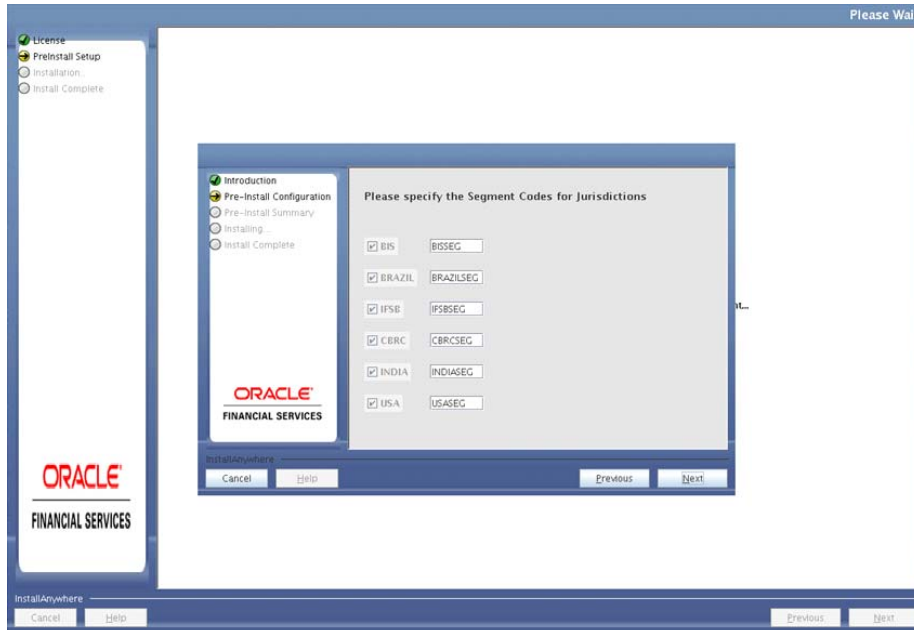 Please Wai
License
PreInstall Setup
Installation...
Install Complete
Introduction
Pre-Install Configuration
Pre-Install Summary
Installing...
Install Complete
ORACLE
FINANCIAL SERVICES
Please specify the Segment Codes for Jurisdictions
BIS BISSEG
BRAZIL BRAZILSEG
IFSB IFSBSEG
CBRC CBRCSEG
INDIA INDIASEG
USA USASEG
nt...
InstallAnywhere
Cancel Help Previous Next
ORACLE
FINANCIAL SERVICES
InstallAnywhere
Cancel Help Previous Next